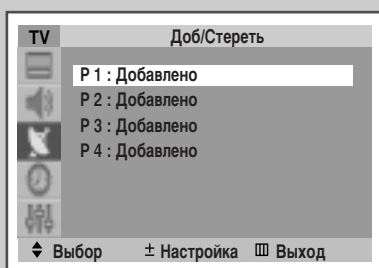 TV Доб/Стереть
P 1 : Добавлено
P 2 : Добавлено
P 3 : Добавлено
P 4 : Добавлено
Выбор ± Настройка Выход